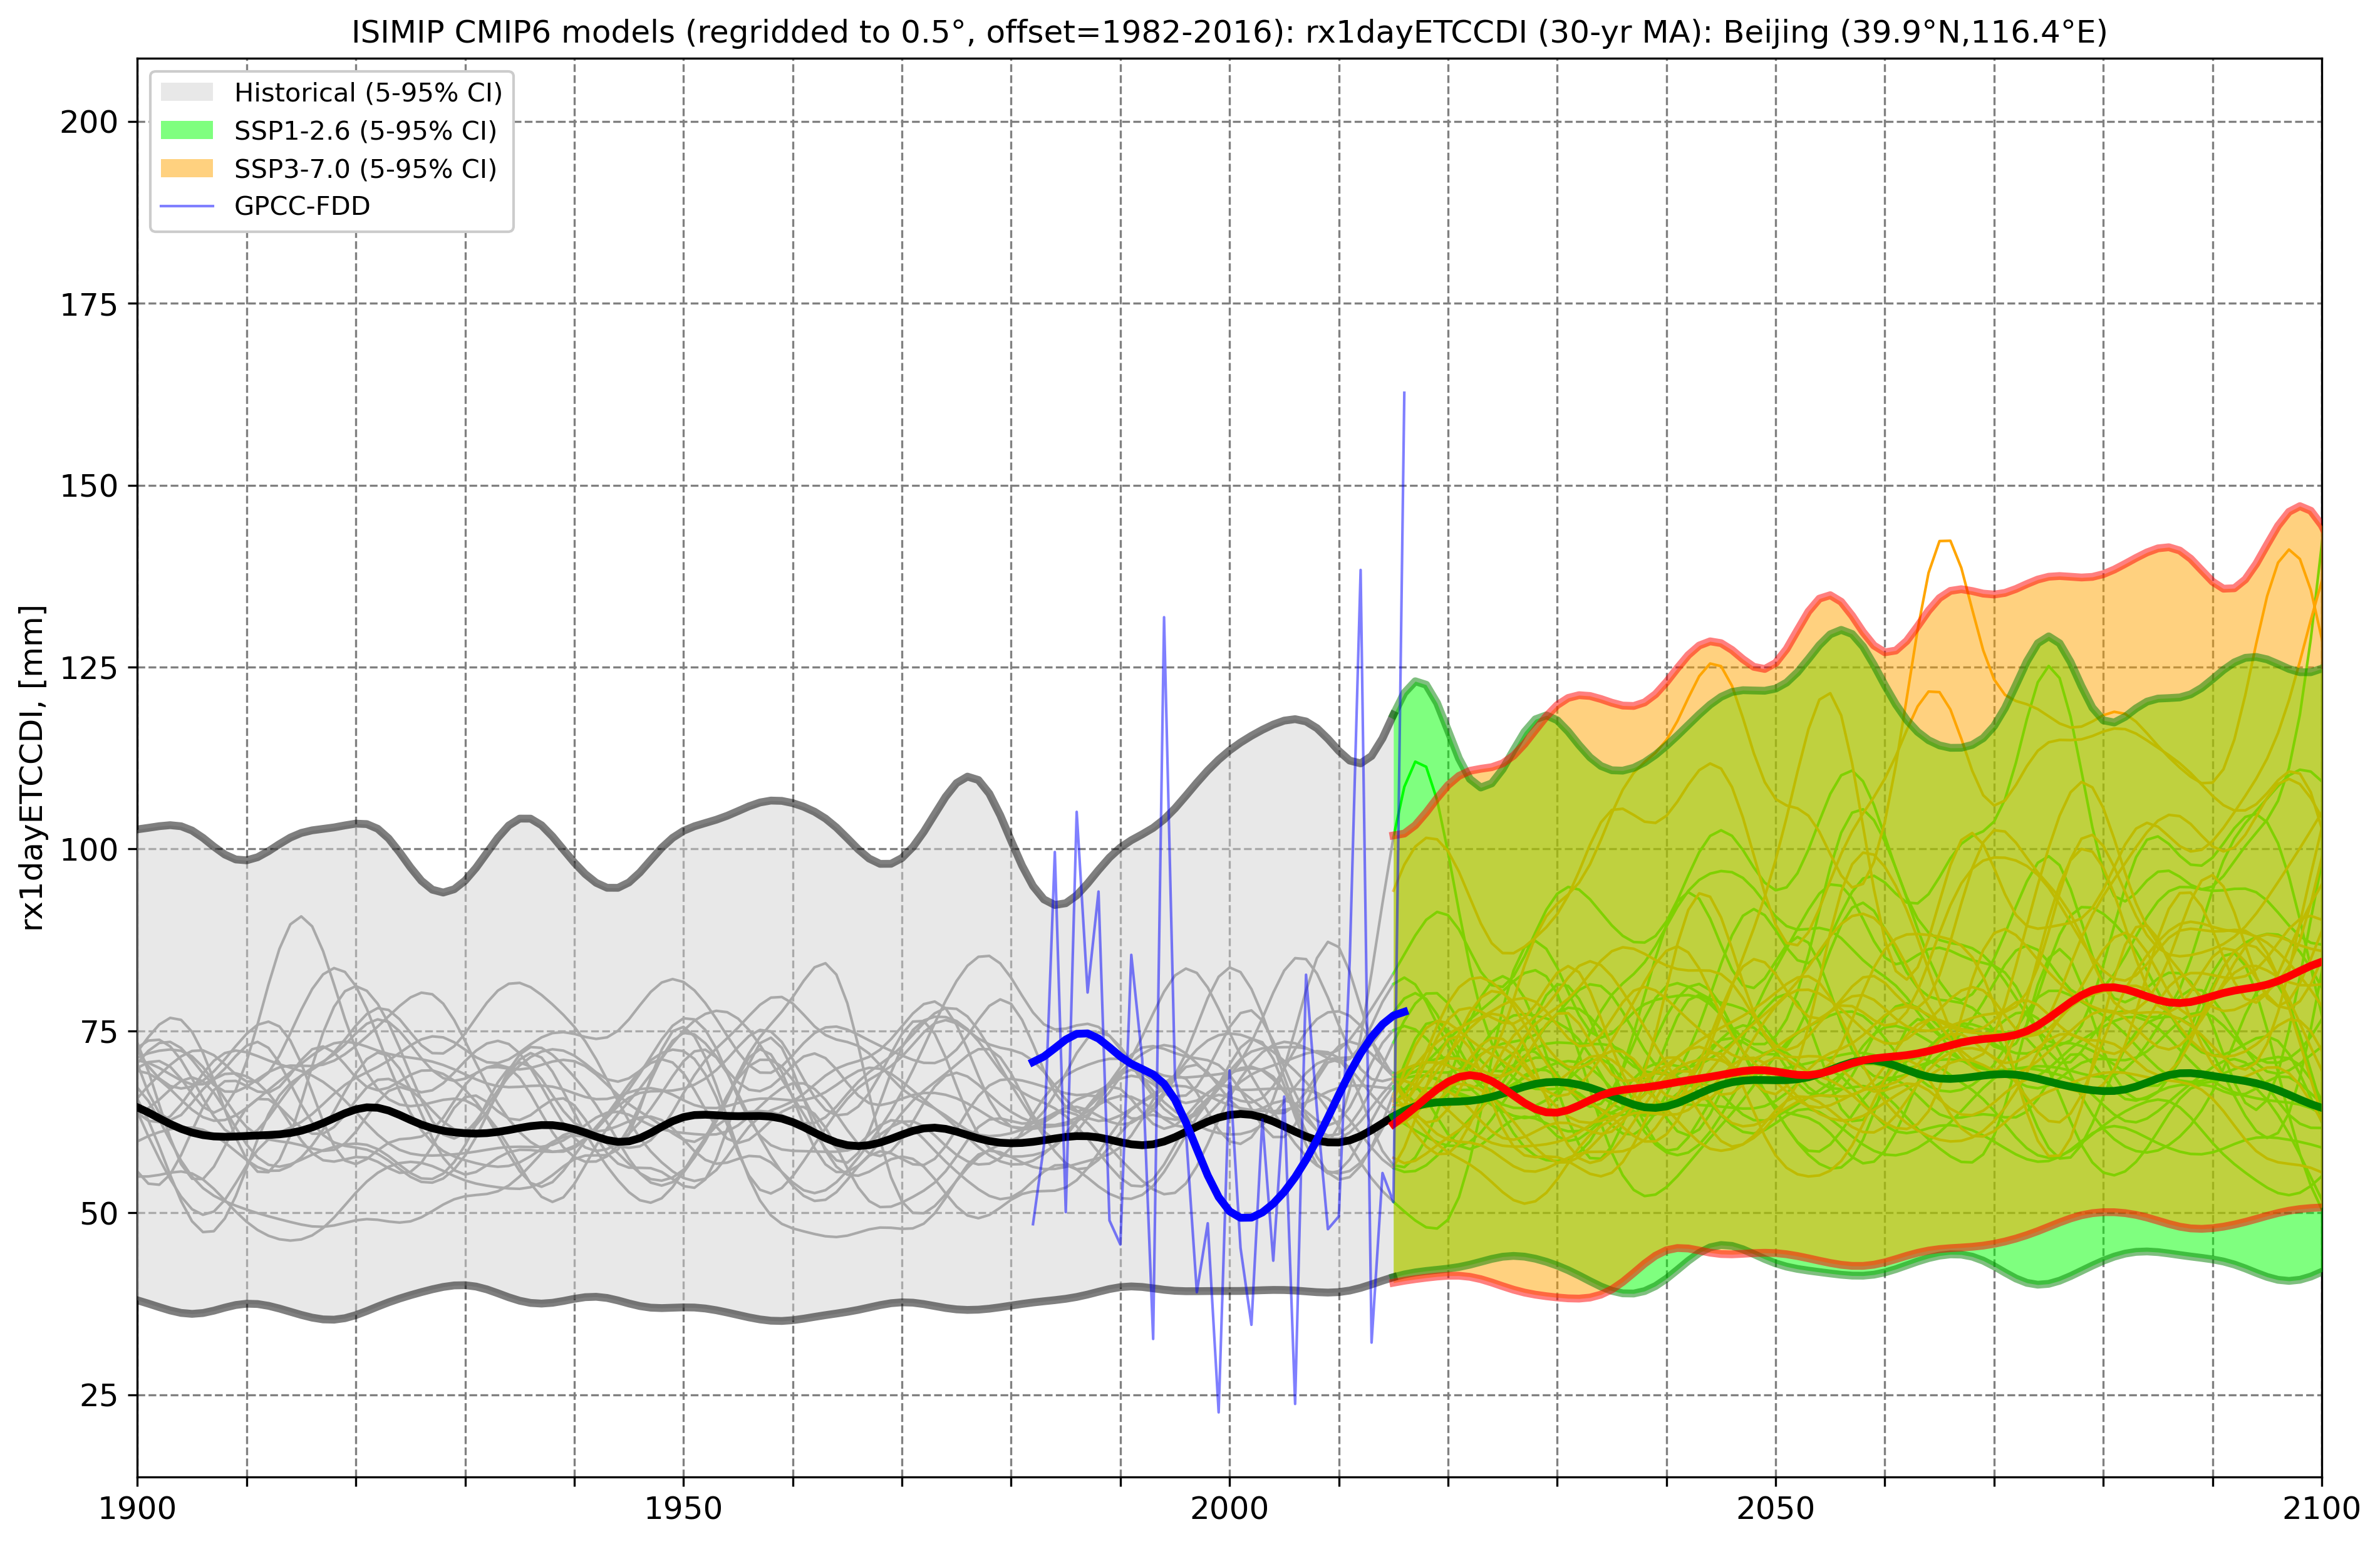 ISIMIP CMIP6 models (regridded to 0.5°, offset=1982-2016): rx1dayETCCDI (30-yr MA): Beijing (39.9°N,116.4°E)
Historical (5-95% CI)
SSP1-2.6 (5-95% CI)
SSP3-7.0 (5-95% CI)
GPCC-FDD
rx1dayETCCDI, [mm]
200
175
150
125
100
75
50
25
1900 1950 2000 2050 2100